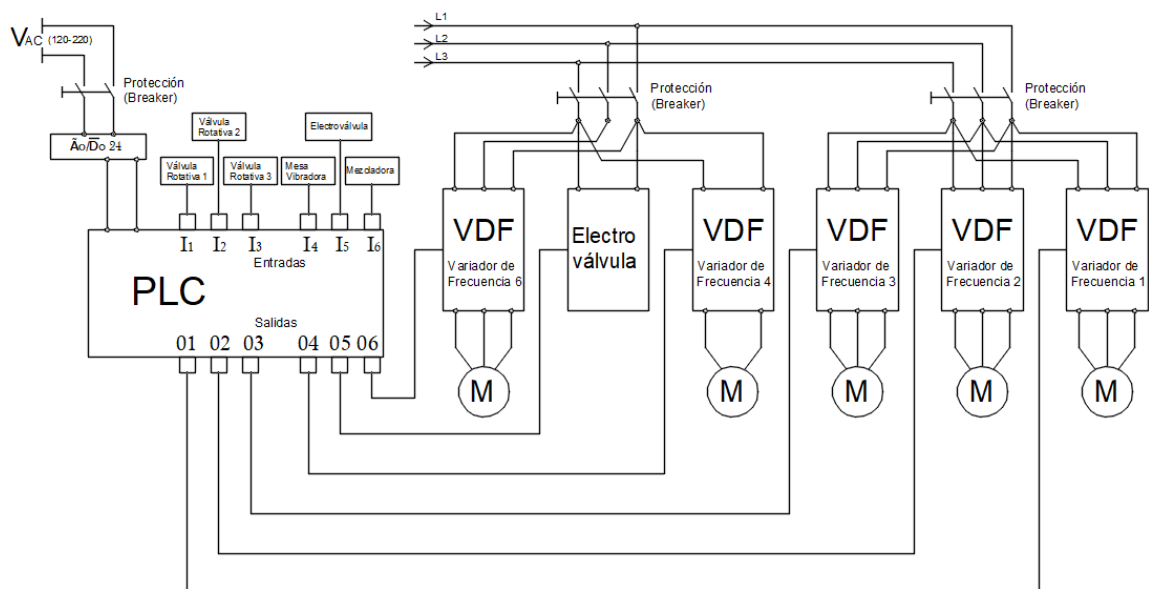 VAC (120-220)
L1
L2
L3
Protección
(Breaker)
Protección
(Breaker)
Protección
(Breaker)
Ão/D̅o 24
Válvula
Rotativa 2
Electroválvula
Válvula
Rotativa 1
Válvula
Rotativa 3
Mesa
Vibradora
Mezcladora
I1
I2
I3
I4
I5
I6
Entradas
PLC
Salidas
01
02
03
04
05
06
VDF
Variador de
Frecuencia 6
Electro
válvula
VDF
Variador de
Frecuencia 4
VDF
Variador de
Frecuencia 3
VDF
Variador de
Frecuencia 2
VDF
Variador de
Frecuencia 1
M
M
M
M
M